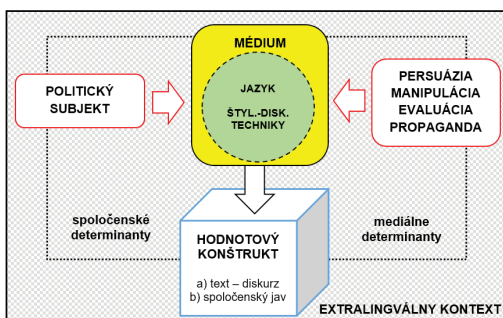 MÉDIUM
JAZYK
ŠTYL.-DISK.
TECHNIKY
POLITICKÝ
SUBJEKT
PERSUÁZIA
MANIPULÁCIA
EVALUÁCIA
PROPAGANDA
spoločenské
determinanty
HODNOTOVÝ
KONŠTRUKT
a) text – diskurz
b) spoločenský jav
mediálne
determinanty
EXTRALINGVÁLNY KONTEXT